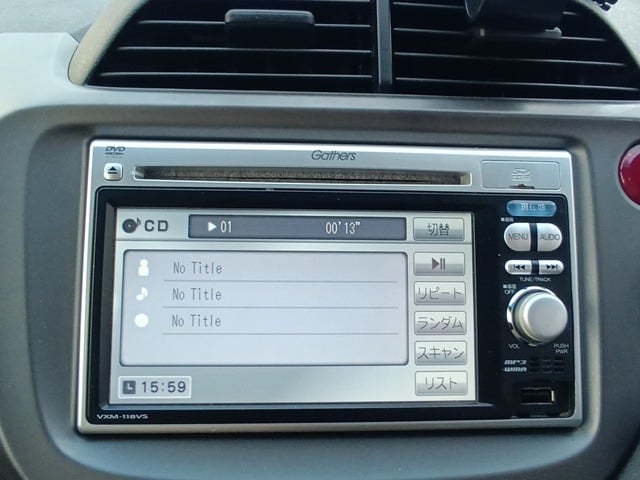 DVD
Gathers
CD
▶01 00'13"
切替
No Title
No Title
No Title
リピート
ランダム
スキャン
リスト
15:59
MENU
AUDIO
TUNE/TRACK
OFF
VOL
PUSH PWR
MP3
WMA
VXM-118VS